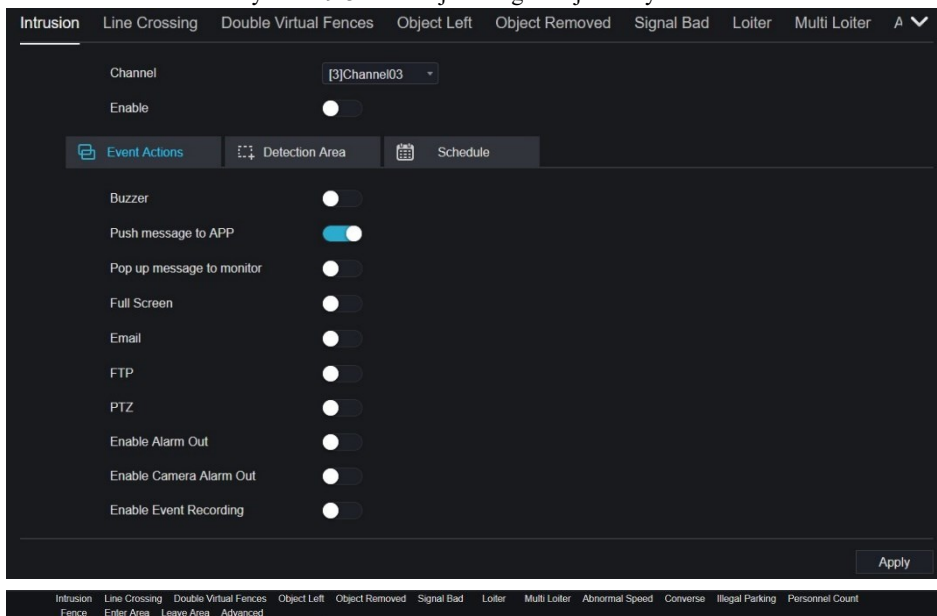 Intrusion Line Crossing Double Virtual Fences Object Left Object Removed Signal Bad Loiter Multi Loiter A
Channel [3]Channel03
Enable
Event Actions Detection Area Schedule
Buzzer
Push message to APP
Pop up message to monitor
Full Screen
Email
FTP
PTZ
Enable Alarm Out
Enable Camera Alarm Out
Enable Event Recording
Apply
Intrusion Line Crossing Double Virtual Fences Object Left Object Removed Signal Bad Loiter Multi Loiter Abnormal Speed Converse Illegal Parking Personnel Count
Fence Enter Area Leave Area Advanced